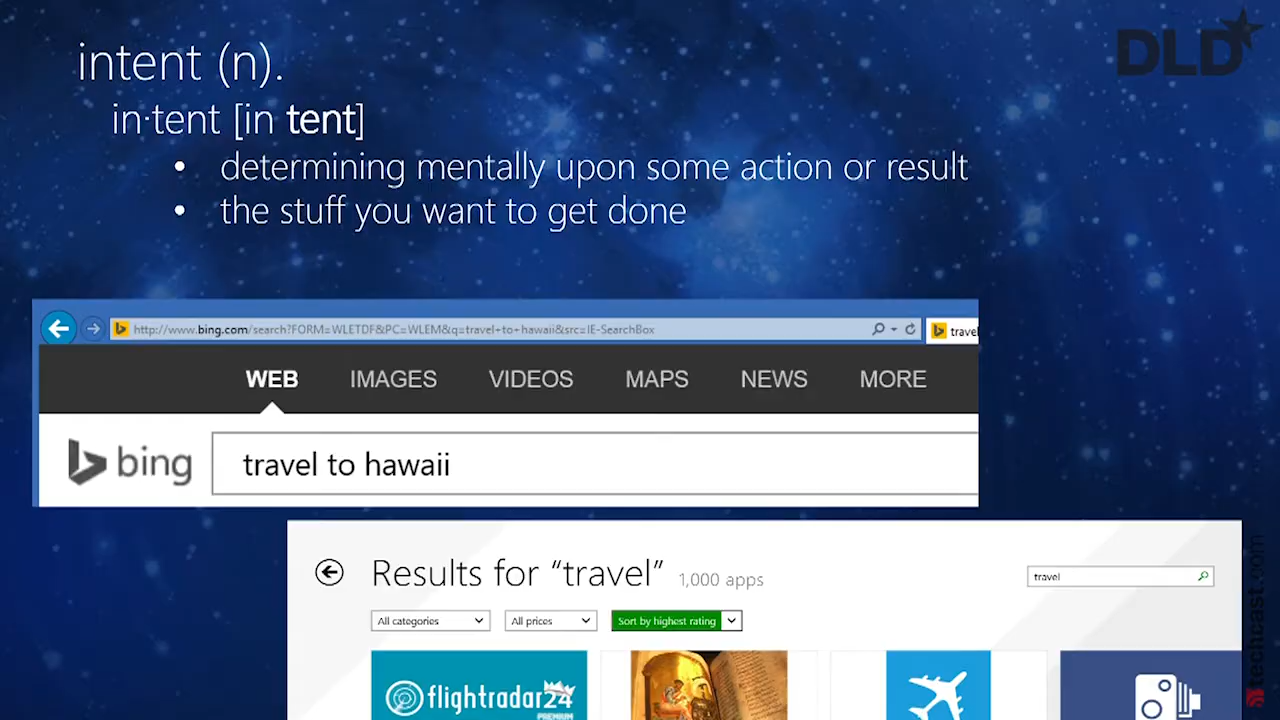 DLD
intent (n).
in·tent [in tent]
• determining mentally upon some action or result
• the stuff you want to get done
http://www.bing.com/search?FORM=WLETDF&PC=WLEM&q=travel+to+hawaii&src=IE-SearchBox
travel
WEB IMAGES VIDEOS MAPS NEWS MORE
bing
travel to hawaii
Results for “travel” 1,000 apps
travel
All categories All prices Sort by highest rating
flightradar24
PREMIUM
techcast.com